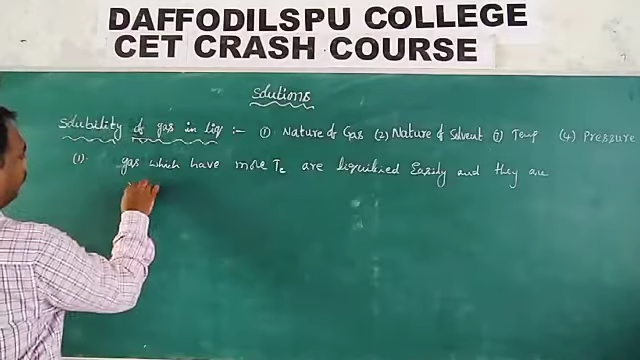 DAFFODILSPU COLLEGE
CET CRASH COURSE
Solutions
Solubility of gas in liq :- (1) Nature of Gas (2) Nature of Solvent (3) Temp (4) Pressure
(1). gas which have more Tc are liquified Easily and they are